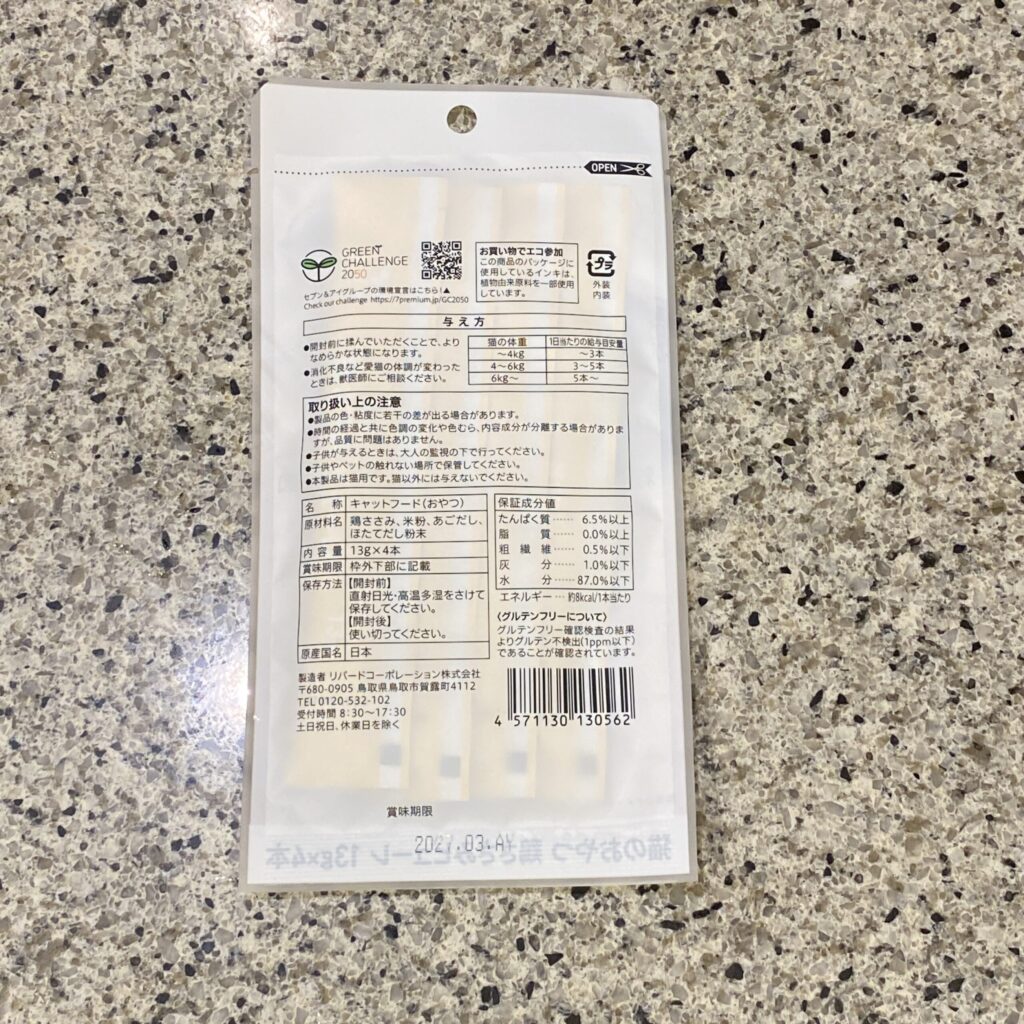 OPEN
GREEN
CHALLENGE
2050
セブン&アイグループの環境宣言はこちら!▲
Check our challenge https://7premium.jp/GC2050
お買い物でエコ参加
この商品のパッケージに
使用しているインキは、
植物由来原料を一部使用
しています。
プラ
外装
内装
与え方
●開封前に揉んでいただくことで、より
なめらかな状態になります。
●消化不良など愛猫の体調が変わった
ときは、獣医師にご相談ください。
猫の体重 1日当たりの給与目安量
～4kg ～3本
4～6kg 3～5本
6kg～ 5本～
取り扱い上の注意
●製品の色・粘度に若干の差が出る場合があります。
●時間の経過と共に色調の変化や色むら、内容成分が分離する場合がありま
すが、品質に問題はありません。
●子供が与えるときは、大人の監視の下で行ってください。
●子供やペットの触れない場所で保管してください。
●本製品は猫用です。猫以外には与えないでください。
名称 キャットフード(おやつ)
原材料名 鶏ささみ、米粉、あごだし、
ほたてだし粉末
内容量 13g×4本
賞味期限 枠外下部に記載
保存方法 【開封前】
直射日光・高温多湿をさけて
保存してください。
【開封後】
使い切ってください。
原産国名 日本
保証成分値
たんぱく質……6.5%以上
脂質……0.0%以上
粗繊維……0.5%以下
灰分……1.0%以下
水分……87.0%以下
エネルギー…約8kcal/1本当たり
〈グルテンフリーについて〉
グルテンフリー確認検査の結果
よりグルテン不検出(1ppm以下)
であることが確認されています。
製造者 リバードコーポレーション株式会社
〒680-0905 鳥取県鳥取市賀露町4112
TEL 0120-532-102
受付時間 8:30～17:30
土日祝日、休業日を除く
4 571130 130562
賞味期限
2027.03.AY
猫のおやつ 鶏ささみピューレ 13g×4本